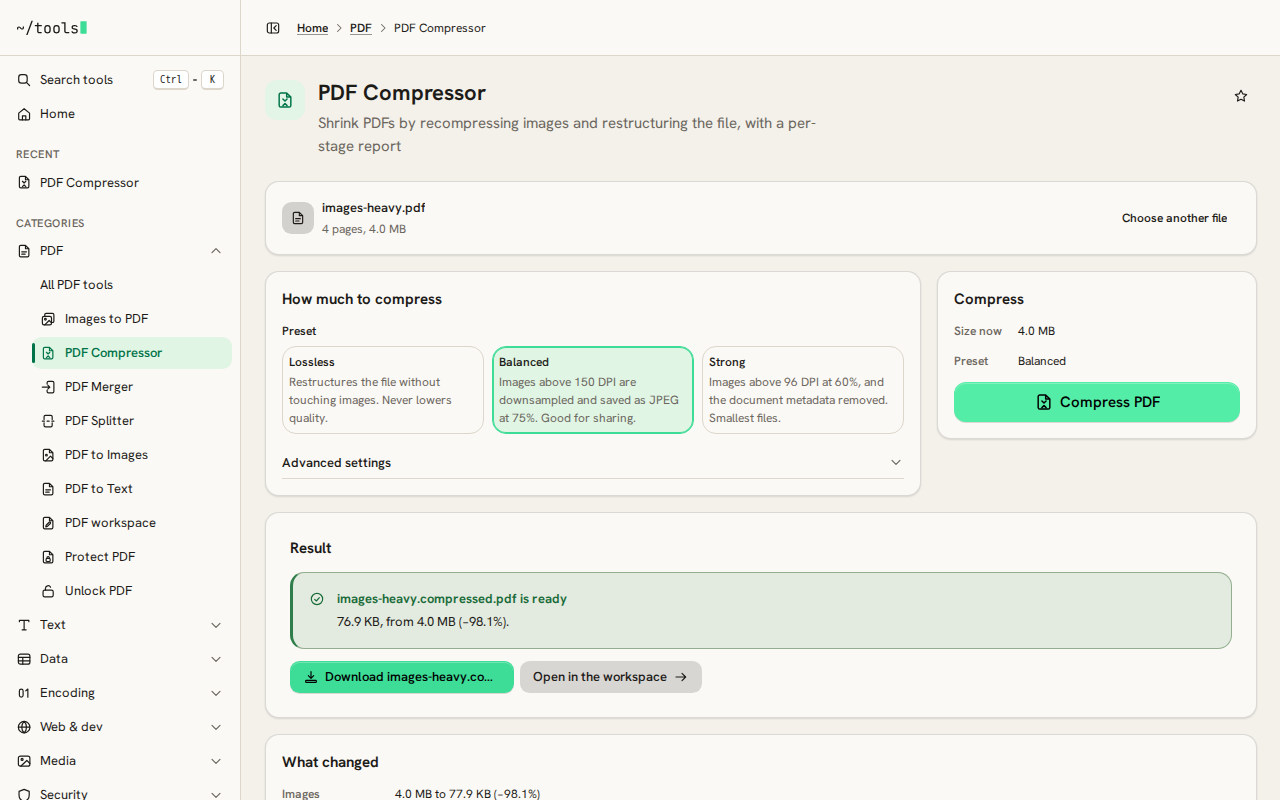 ~/tools
Home > PDF > PDF Compressor
Search tools Ctrl - K
Home
RECENT
PDF Compressor
CATEGORIES
PDF
All PDF tools
Images to PDF
PDF Compressor
PDF Merger
PDF Splitter
PDF to Images
PDF to Text
PDF workspace
Protect PDF
Unlock PDF
Text
Data
01 Encoding
Web & dev
Media
Security
PDF Compressor
Shrink PDFs by recompressing images and restructuring the file, with a per-
stage report
images-heavy.pdf
4 pages, 4.0 MB
Choose another file
How much to compress
Preset
Lossless
Restructures the file without
touching images. Never lowers
quality.
Balanced
Images above 150 DPI are
downsampled and saved as JPEG
at 75%. Good for sharing.
Strong
Images above 96 DPI at 60%, and
the document metadata removed.
Smallest files.
Advanced settings
Compress
Size now 4.0 MB
Preset Balanced
Compress PDF
Result
images-heavy.compressed.pdf is ready
76.9 KB, from 4.0 MB (−98.1%).
Download images-heavy.co...
Open in the workspace
What changed
Images 4.0 MB to 77.9 KB (−98.1%)